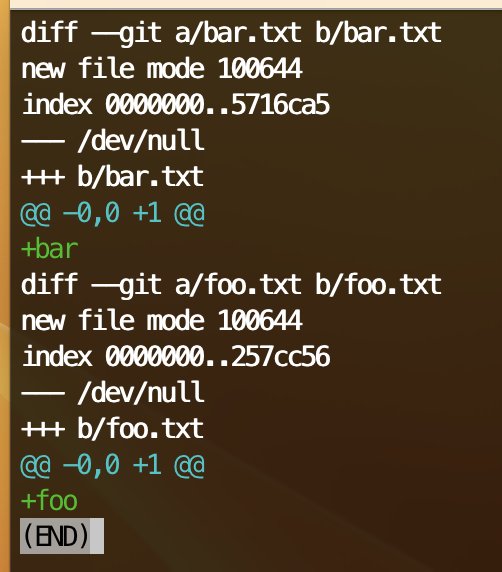 diff --git a/bar.txt b/bar.txt
new file mode 100644
index 0000000..5716ca5
--- /dev/null
+++ b/bar.txt
@@ -0,0 +1 @@
+bar
diff --git a/foo.txt b/foo.txt
new file mode 100644
index 0000000..257cc56
--- /dev/null
+++ b/foo.txt
@@ -0,0 +1 @@
+foo
(END)